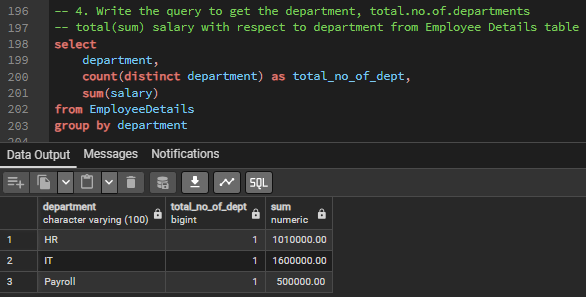 196 -- 4. Write the query to get the department, total.no.of.departments
197 -- total(sum) salary with respect to department from Employee Details table
198 select
199 department,
200 count(distinct department) as total_no_of_dept,
201 sum(salary)
202 from EmployeeDetails
203 group by department
204
Data Output Messages Notifications
SQL
department total_no_of_dept sum
character varying (100) bigint numeric
1 HR 1 1010000.00
2 IT 1 1600000.00
3 Payroll 1 500000.00